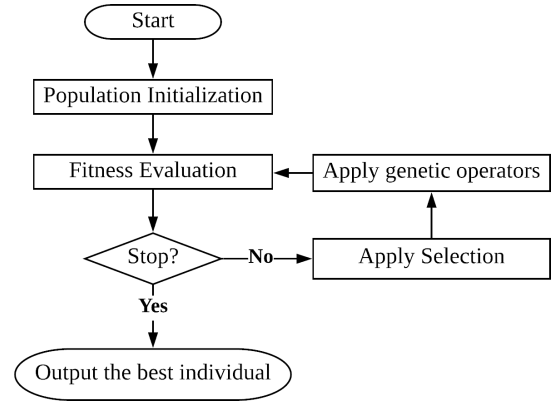 Start
Population Initialization
Fitness Evaluation
Apply genetic operators
Stop?
No
Apply Selection
Yes
Output the best individual